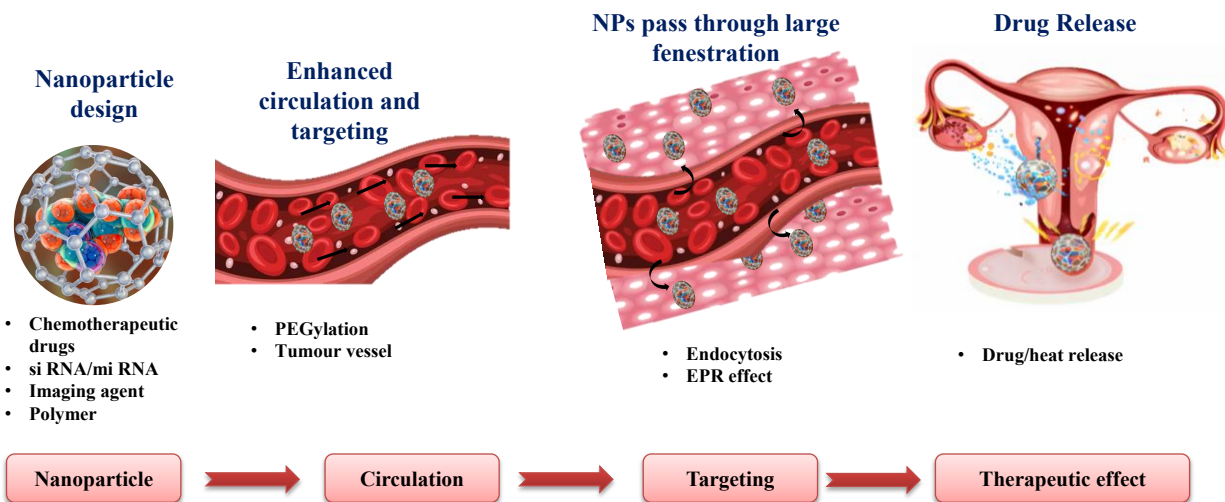 Nanoparticle
design
Enhanced
circulation and
targeting
NPs pass through large
fenestration
Drug Release
• Chemotherapeutic
drugs
• si RNA/mi RNA
• Imaging agent
• Polymer
• PEGylation
• Tumour vessel
• Endocytosis
• EPR effect
• Drug/heat release
Nanoparticle
Circulation
Targeting
Therapeutic effect